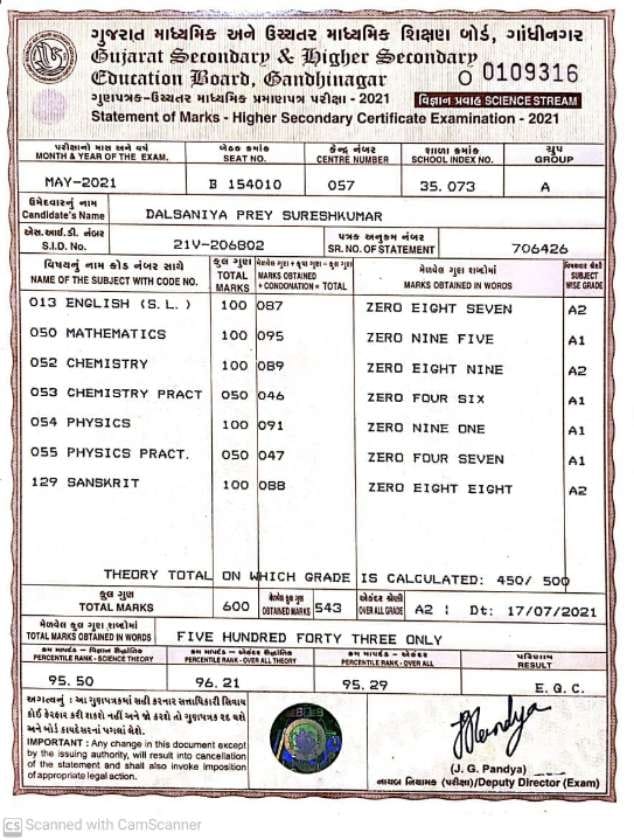 ગુજરાત માધ્યમિક અને ઉચ્ચતર માધ્યમિક શિક્ષણ બોર્ડ, ગાંધીનગર
Gujarat Secondary & Higher Secondary
Education Board, Gandhinagar
O 0109316
ગુણપત્રક-ઉચ્ચતર માધ્યમિક પ્રમાણપત્ર પરીક્ષા - 2021 વિજ્ઞાન પ્રવાહ SCIENCE STREAM
Statement of Marks - Higher Secondary Certificate Examination - 2021
પરીક્ષાનો માસ અને વર્ષ બેઠક ક્રમાંક કેન્દ્ર નંબર શાળા ક્રમાંક ગ્રુપ
MONTH & YEAR OF THE EXAM. SEAT NO. CENTRE NUMBER SCHOOL INDEX NO. GROUP
MAY-2021 B 154010 057 35.073 A
ઉમેદવારનું નામ
Candidate's Name DALSANIYA PREY SURESHKUMAR
એસ.આઈ.ડી. નંબર પત્રક અનુક્રમ નંબર
S.I.D. No. 21V-206802 SR. NO. OF STATEMENT 706426
વિષયનું નામ કોડ નંબર સાથે કુલ ગુણ મેળવેલ ગુણ + કૃપા ગુણ = કુલ ગુણ મેળવેલ ગુણ શબ્દોમાં
NAME OF THE SUBJECT WITH CODE NO. TOTAL MARKS MARKS OBTAINED + CONDONATION = TOTAL MARKS OBTAINED IN WORDS SUBJECT WISE GRADE
013 ENGLISH (S. L. ) 100 087 ZERO EIGHT SEVEN A2
050 MATHEMATICS 100 095 ZERO NINE FIVE A1
052 CHEMISTRY 100 089 ZERO EIGHT NINE A2
053 CHEMISTRY PRACT 050 046 ZERO FOUR SIX A1
054 PHYSICS 100 091 ZERO NINE ONE A1
055 PHYSICS PRACT. 050 047 ZERO FOUR SEVEN A1
129 SANSKRIT 100 088 ZERO EIGHT EIGHT A2
THEORY TOTAL ON WHICH GRADE IS CALCULATED: 450/ 500
કુલ ગુણ મેળવેલ કુલ ગુણ એકંદર શ્રેણી
TOTAL MARKS 600 OBTAINED MARKS 543 OVER ALL GRADE A2 : Dt: 17/07/2021
મેળવેલ કુલ ગુણ શબ્દોમાં
TOTAL MARKS OBTAINED IN WORDS FIVE HUNDRED FORTY THREE ONLY
ક્રમ માપદંડ - વિજ્ઞાન સૈદ્ધાંતિક ક્રમ માપદંડ - એકંદર સૈદ્ધાંતિક ક્રમ માપદંડ - એકંદર પરિણામ
PERCENTILE RANK - SCIENCE THEORY PERCENTILE RANK - OVER ALL THEORY PERCENTILE RANK - OVER ALL RESULT
95.50 96.21 95.29 E. Q. C.
અગત્યનું : આ ગુણપત્રકમાં સહી કરનાર સત્તાધિકારી સિવાય
કોઈ ફેરફાર કરી શકશે નહીં અને જો કરશે તો ગુણપત્રક રદ થશે
અને બોર્ડ કાયદેસરનાં પગલાં લેશે.
IMPORTANT : Any change in this document except
by the issuing authority, will result into cancellation
of the statement and shall also invoke imposition
of appropriate legal action.
(J. G. Pandya)
નાયબ નિયામક (પરીક્ષા)/Deputy Director (Exam)
CS Scanned with CamScanner